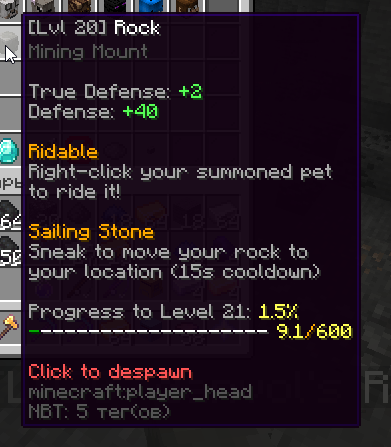 [Lvl 20] Rock
Mining Mount
True Defense: +2
Defense: +40
Ridable
Right-click your summoned pet
to ride it!
Sailing Stone
Sneak to move your rock to
your location (15s cooldown)
Progress to Level 21: 1.5%
9.1/600
Click to despawn
minecraft:player_head
NBT: 5 тег(ов)
64
50